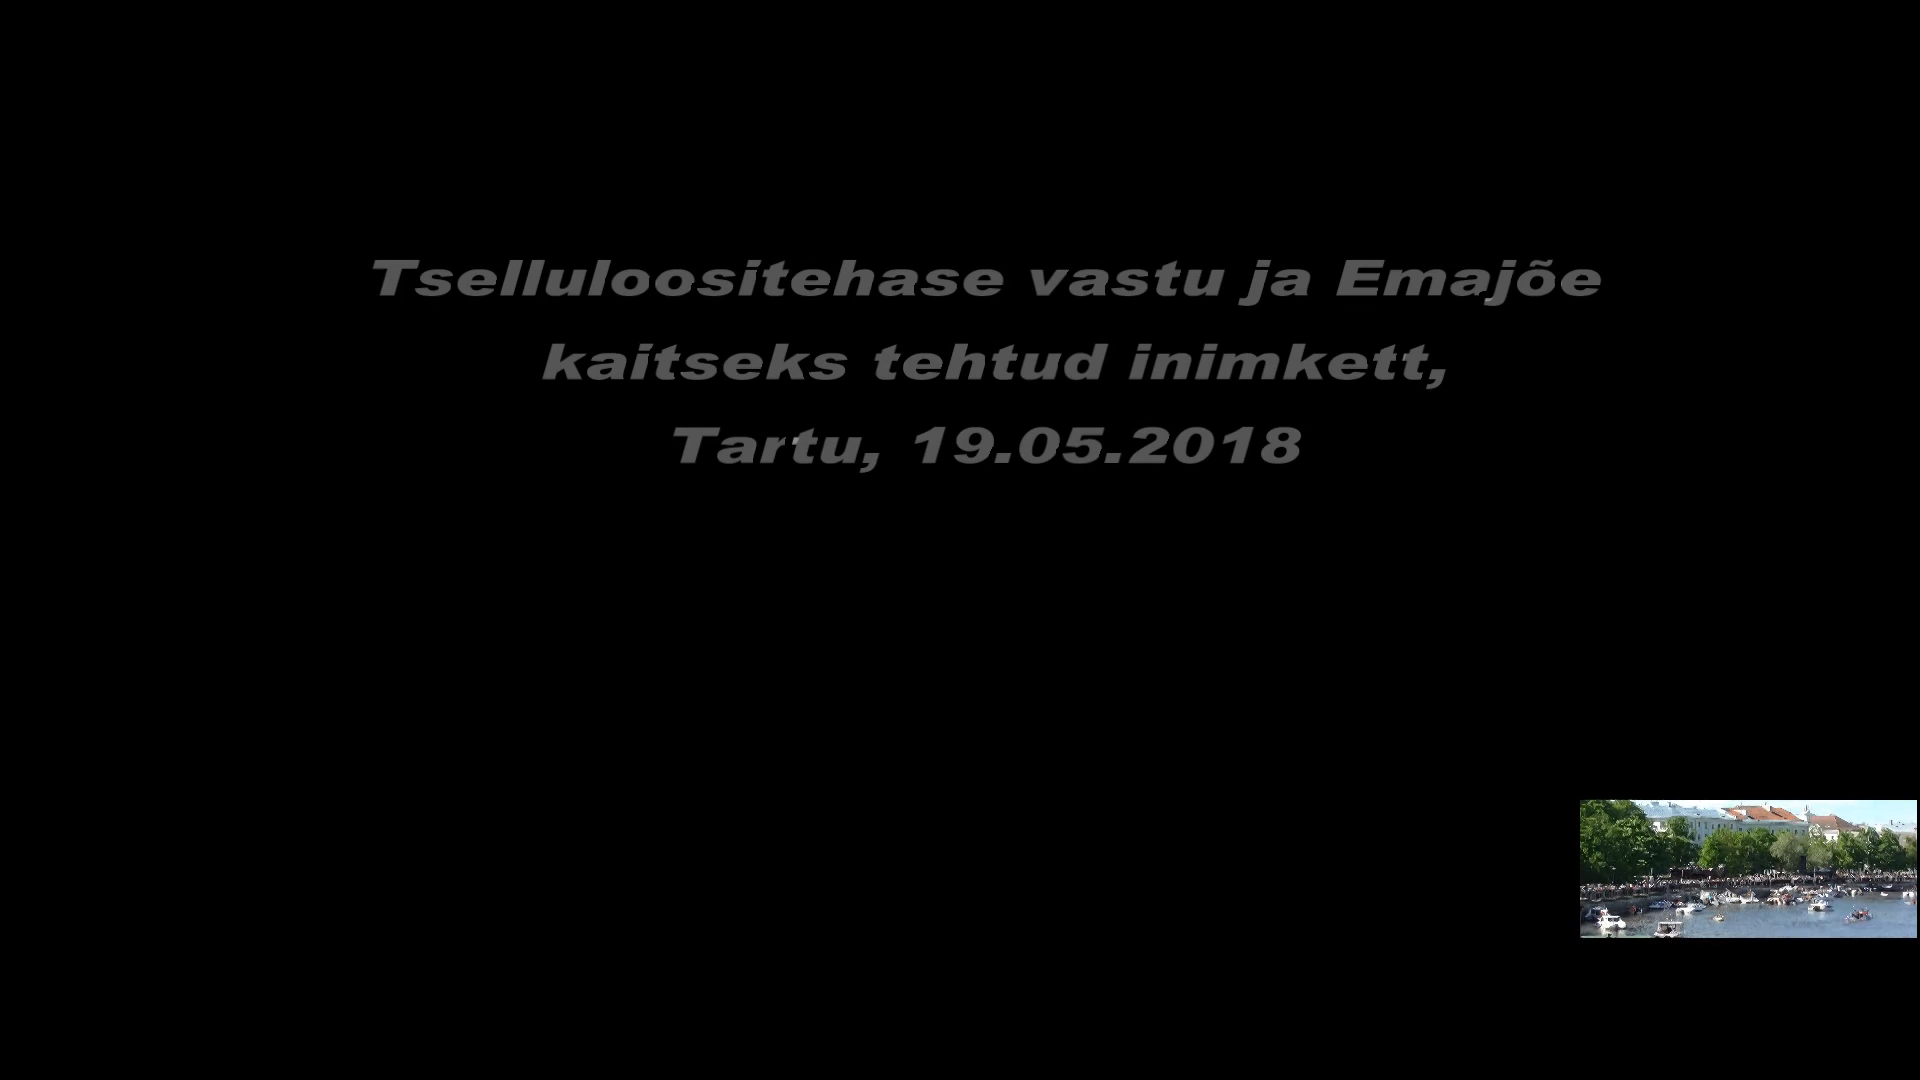 Tselluloositehase vastu ja Emajõe
kaitseks tehtud inimkett,
Tartu, 19.05.2018